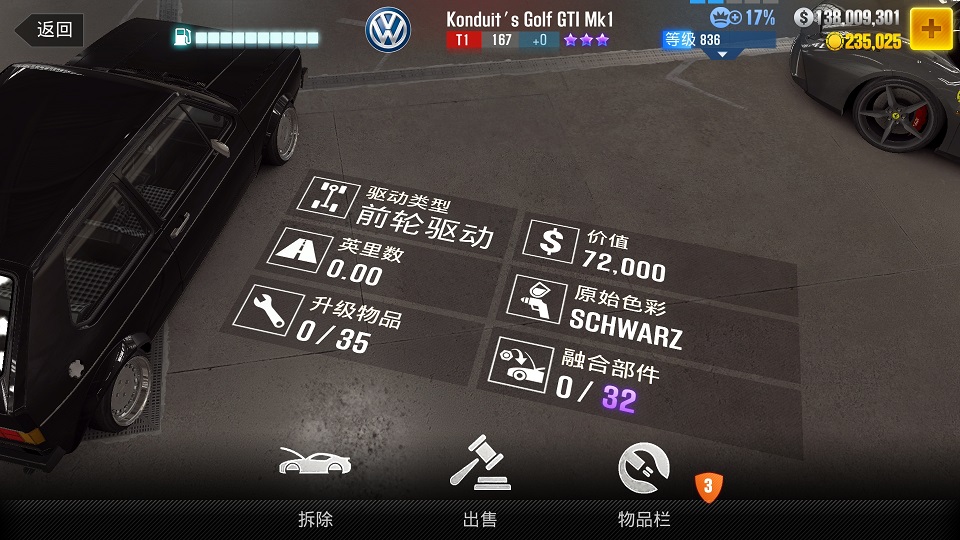 返回
Konduit's Golf GTI Mk1
T1 167 +0
17%
等级 836
138,009,301
235,025
驱动类型
前轮驱动
英里数
0.00
升级物品
0/35
价值
72,000
原始色彩
SCHWARZ
融合部件
0/ 32
3
拆除
出售
物品栏